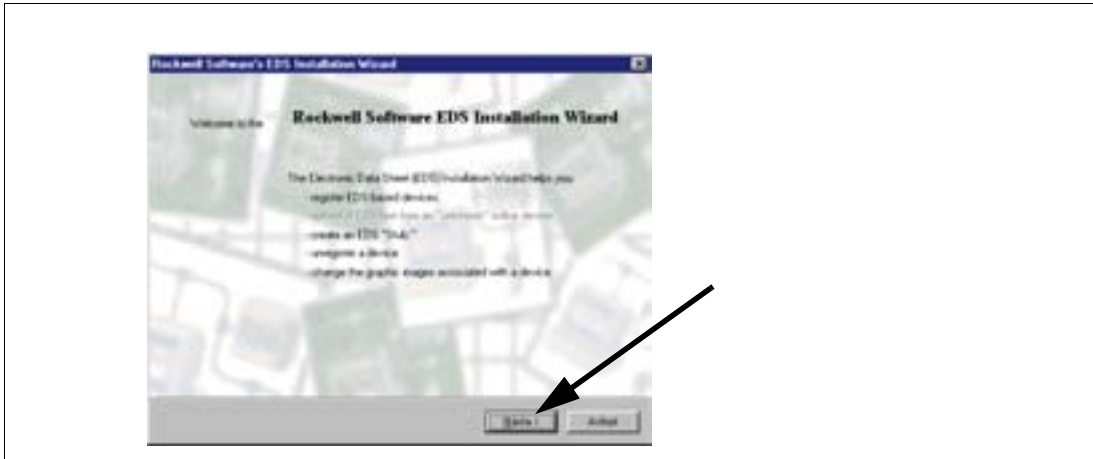 Rockwell Software's EDS Installation Wizard
Welcome to the
Rockwell Software EDS Installation Wizard
The Electronic Data Sheet (EDS) Installation Wizard helps you:
- register EDS-based devices.
- create an EDS "Stub."
- unregister a device.
- change the graphic images associated with a device.